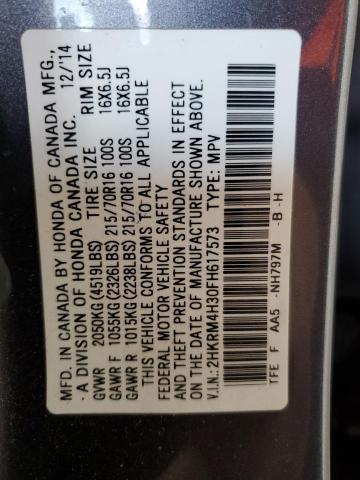 MFD. IN CANADA BY HONDA OF CANADA MFG.,
- A DIVISION OF HONDA CANADA INC. 12/'14
TIRE SIZE RIM SIZE
GVWR 2050KG(4519LBS)
GAWR F 1055KG(2326LBS) 215/70R16 100S 16X6.5J
GAWR R 1015KG(2238LBS) 215/70R16 100S 16X6.5J
THIS VEHICLE CONFORMS TO ALL APPLICABLE
FEDERAL MOTOR VEHICLE SAFETY
AND THEFT PREVENTION STANDARDS IN EFFECT
ON THE DATE OF MANUFACTURE SHOWN ABOVE.
V.I.N.: 2HKRM4H30FH617573 TYPE: MPV
TFE F AA5 -NH797M -B -H